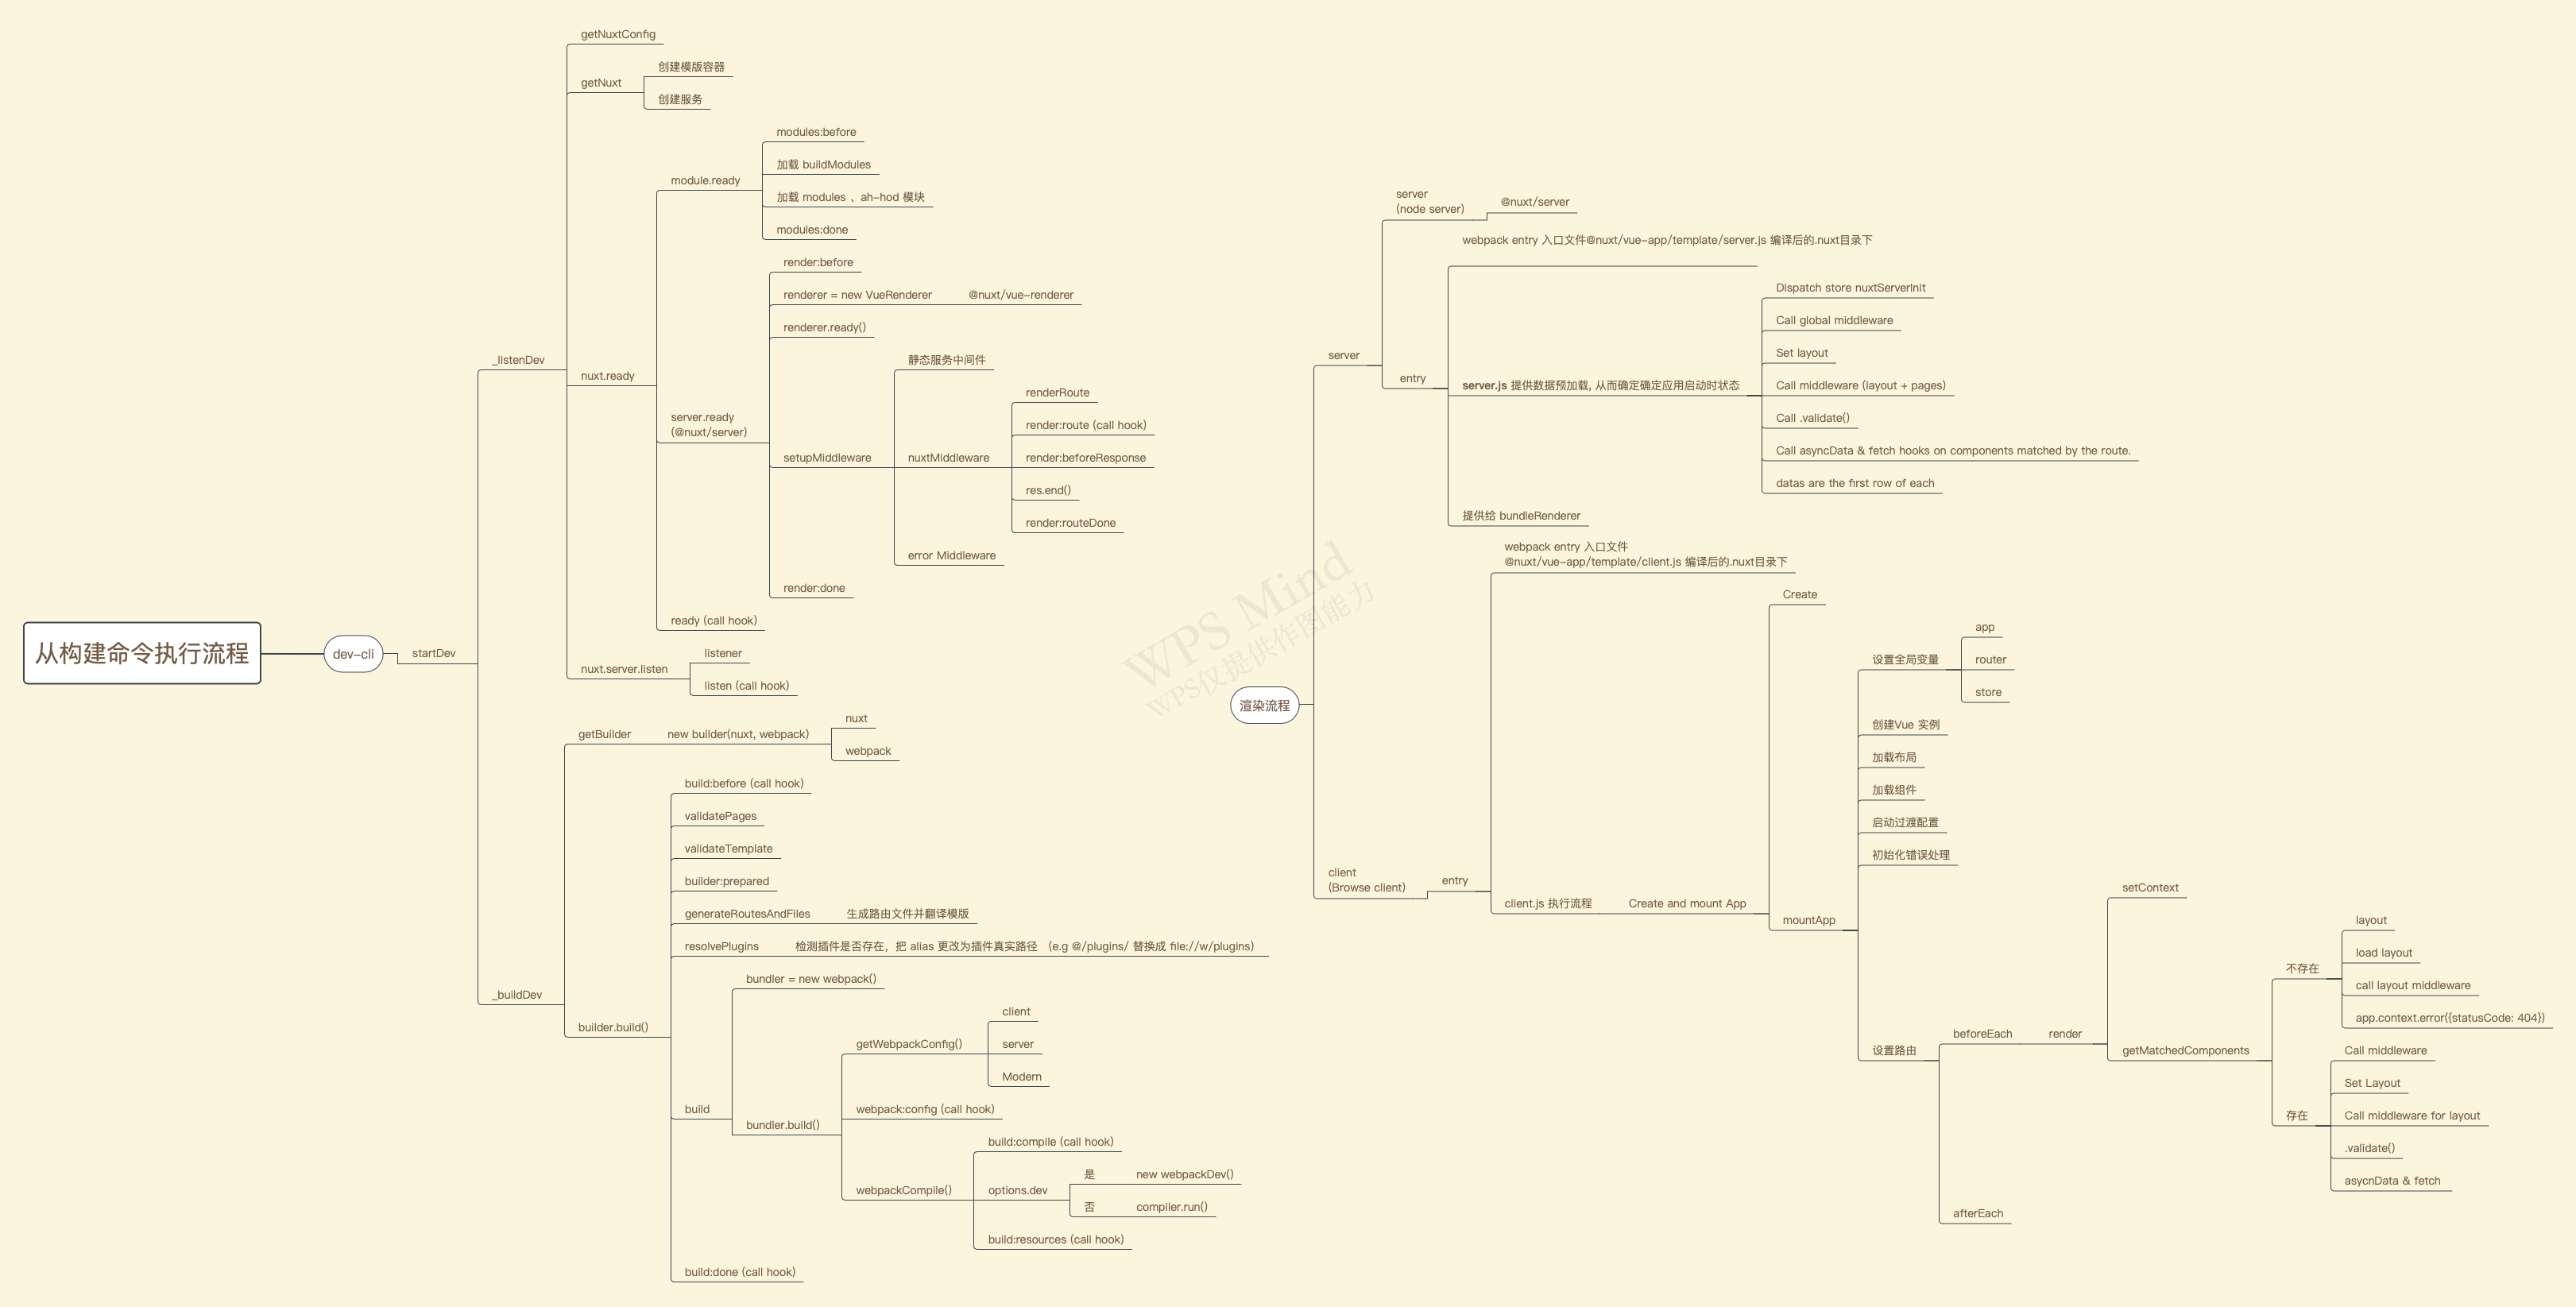 从构建命令执行流程
dev-cli
startDev
_listenDev
getNuxtConfig
getNuxt
创建模版容器
创建服务
nuxt.ready
module.ready
modules:before
加载 buildModules
加载 modules 、ah-hod 模块
modules:done
server.ready
(@nuxt/server)
render:before
renderer = new VueRenderer
@nuxt/vue-renderer
renderer.ready()
setupMiddleware
静态服务中间件
nuxtMiddleware
renderRoute
render:route (call hook)
render:beforeResponse
res.end()
render:routeDone
error Middleware
render:done
ready (call hook)
nuxt.server.listen
listener
listen (call hook)
_buildDev
getBuilder
new builder(nuxt, webpack)
nuxt
webpack
builder.build()
build:before (call hook)
validatePages
validateTemplate
builder:prepared
generateRoutesAndFiles
生成路由文件并翻译模版
resolvePlugins
检测插件是否存在，把 alias 更改为插件真实路径 （e.g @/plugins/ 替换成 file://w/plugins)
build
bundler = new webpack()
bundler.build()
getWebpackConfig()
client
server
Modern
webpack:config (call hook)
webpackCompile()
build:compile (call hook)
options.dev
是
new webpackDev()
否
compiler.run()
build:resources (call hook)
build:done (call hook)
WPS Mind
WPS仅提供作图能力
渲染流程
server
server
(node server)
@nuxt/server
entry
webpack entry 入口文件@nuxt/vue-app/template/server.js 编译后的.nuxt目录下
server.js 提供数据预加载, 从而确定确定应用启动时状态
Dispatch store nuxtServerInit
Call global middleware
Set layout
Call middleware (layout + pages)
Call .validate()
Call asyncData & fetch hooks on components matched by the route.
datas are the first row of each
提供给 bundleRenderer
client
(Browse client)
entry
webpack entry 入口文件
@nuxt/vue-app/template/client.js 编译后的.nuxt目录下
client.js 执行流程
Create and mount App
Create
mountApp
设置全局变量
app
router
store
创建Vue 实例
加载布局
加载组件
启动过渡配置
初始化错误处理
设置路由
beforeEach
render
setContext
getMatchedComponents
不存在
layout
load layout
call layout middleware
app.context.error({statusCode: 404})
存在
Call middleware
Set Layout
Call middleware for layout
.validate()
asycnData & fetch
afterEach